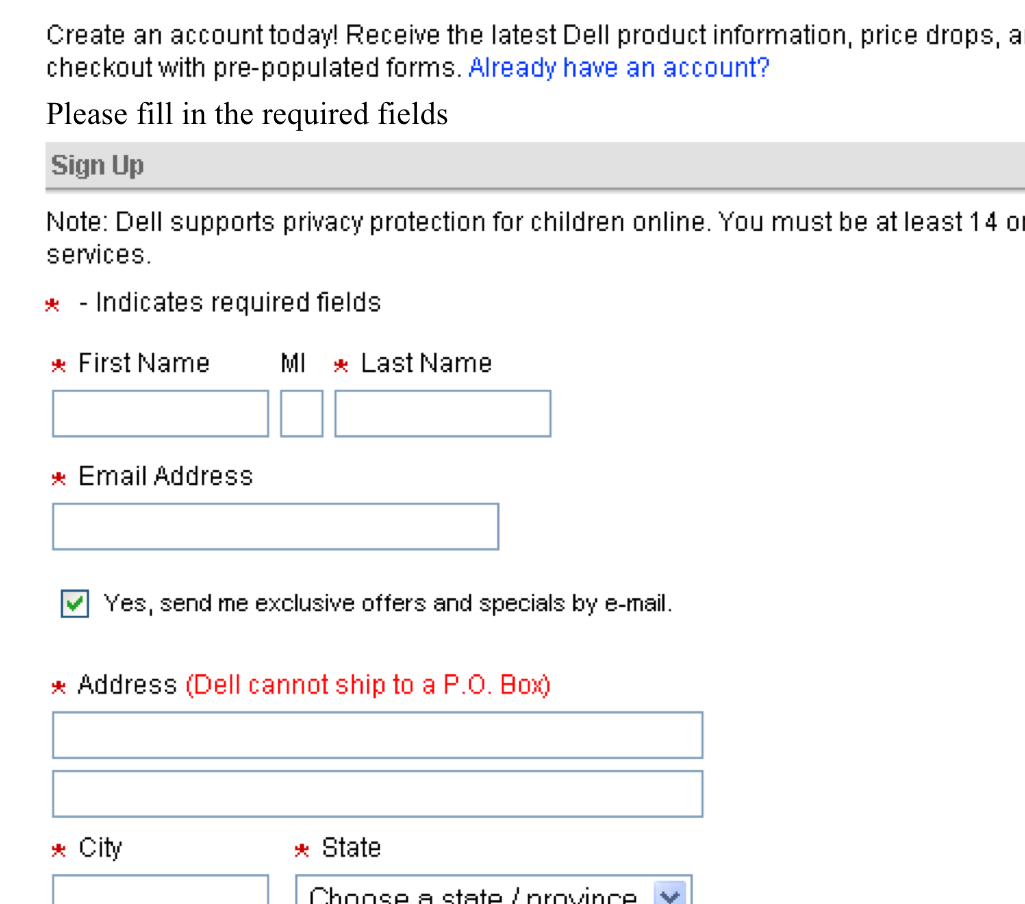 Create an account today! Receive the latest Dell product information, price drops,
checkout with pre-populated forms. Already have an account?
Please fill in the required fields
Sign Up
Note: Dell supports privacy protection for children online. You must be at least 14
services.
* - Indicates required fields
* First Name MI * Last Name
* Email Address
Yes, send me exclusive offers and specials by e-mail.
* Address (Dell cannot ship to a P.O. Box)
* City * State
Choose a state / province